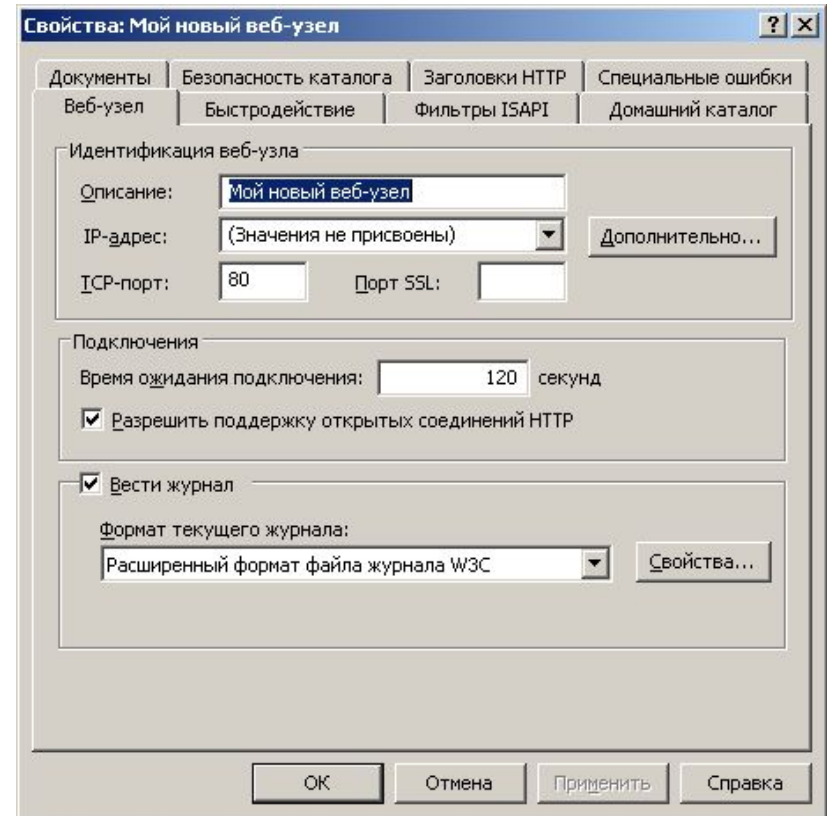 Свойства: Мой новый веб-узел
Документы Безопасность каталога Заголовки HTTP Специальные ошибки
Веб-узел Быстродействие Фильтры ISAPI Домашний каталог
Идентификация веб-узла
Описание: Мой новый веб-узел
IP-адрес: (Значения не присвоены) Дополнительно...
TCP-порт: 80 Порт SSL:
Подключения
Время ожидания подключения: 120 секунд
Разрешить поддержку открытых соединений HTTP
Вести журнал
Формат текущего журнала:
Расширенный формат файла журнала W3C Свойства...
ОК Отмена Применить Справка